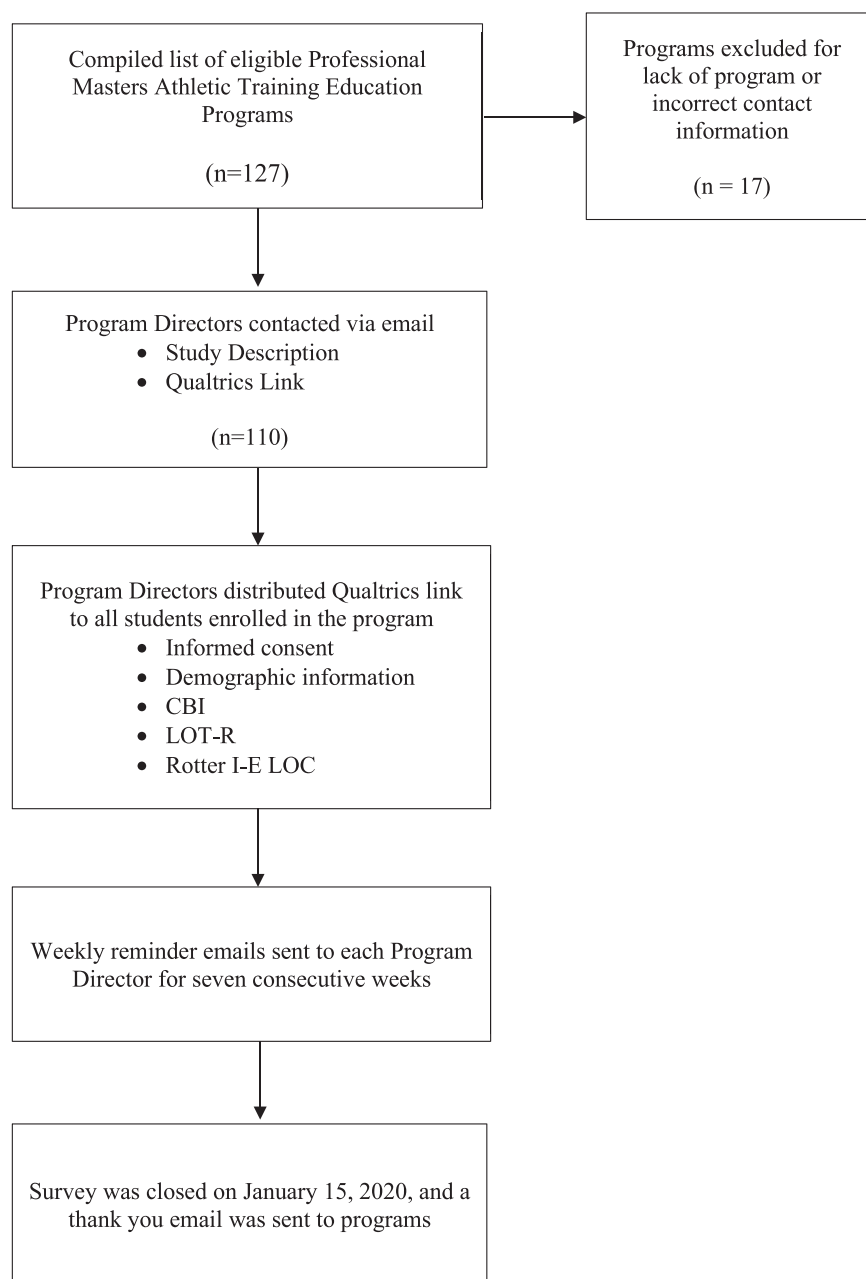 Compiled list of eligible Professional
Masters Athletic Training Education
Programs
(n=127)
Programs excluded for
lack of program or
incorrect contact
information
(n = 17)
Program Directors contacted via email
• Study Description
• Qualtrics Link
(n=110)
Program Directors distributed Qualtrics link
to all students enrolled in the program
• Informed consent
• Demographic information
• CBI
• LOT-R
• Rotter I-E LOC
Weekly reminder emails sent to each Program
Director for seven consecutive weeks
Survey was closed on January 15, 2020, and a
thank you email was sent to programs